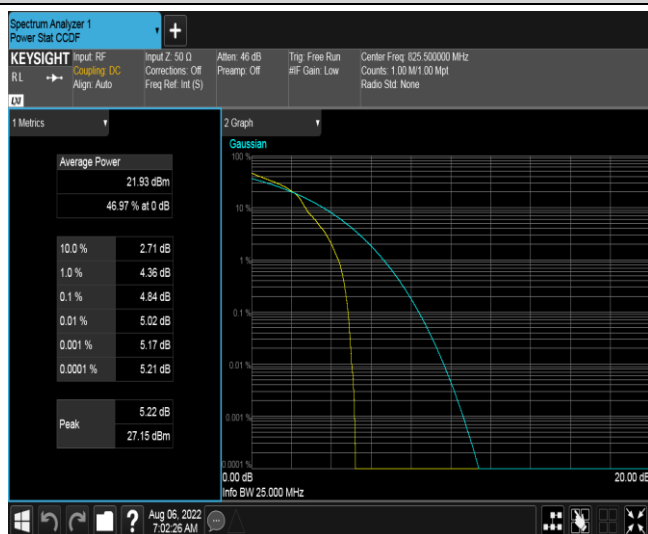 Spectrum Analyzer 1
Power Stat CCDF
+
KEYSIGHT
R L
LXI
Input: RF
Coupling: DC
Align: Auto
Input Z: 50 Ω
Corrections: Off
Freq Ref: Int (S)
Atten: 46 dB
Preamp: Off
Trig: Free Run
#IF Gain: Low
Center Freq: 825.500000 MHz
Counts: 1.00 M/1.00 Mpt
Radio Std: None
1 Metrics
Average Power
21.93 dBm
46.97 % at 0 dB
10.0 % 2.71 dB
1.0 % 4.36 dB
0.1 % 4.84 dB
0.01 % 5.02 dB
0.001 % 5.17 dB
0.0001 % 5.21 dB
Peak
5.22 dB
27.15 dBm
2 Graph
Gaussian
100 %
10 %
1 %
0.1 %
0.01 %
0.001 %
0.0001 %
0.00 dB
20.00 dB
Info BW 25.000 MHz
?
Aug 06, 2022
7:02:26 AM